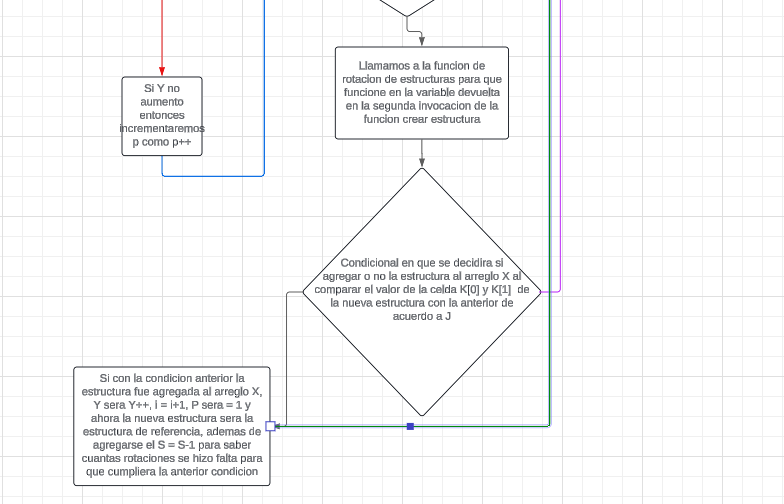 Llamamos a la funcion de
rotacion de estructuras para que
funcione en la variable devuelta
en la segunda invocacion de la
funcion crear estructura
Si Y no
aumento
entonces
incrementaremos
p como p++
Condicional en que se decidira si
agregar o no la estructura al arreglo X al
comparar el valor de la celda K[0] y K[1] de
la nueva estructura con la anterior de
acuerdo a J
Si con la condicion anterior la
estructura fue agregada al arreglo X,
Y sera Y++, i = i+1, P sera = 1 y
ahora la nueva estructura sera la
estructura de referencia, ademas de
agregarse el S = S-1 para saber
cuantas rotaciones se hizo falta para
que cumpliera la anterior condicion